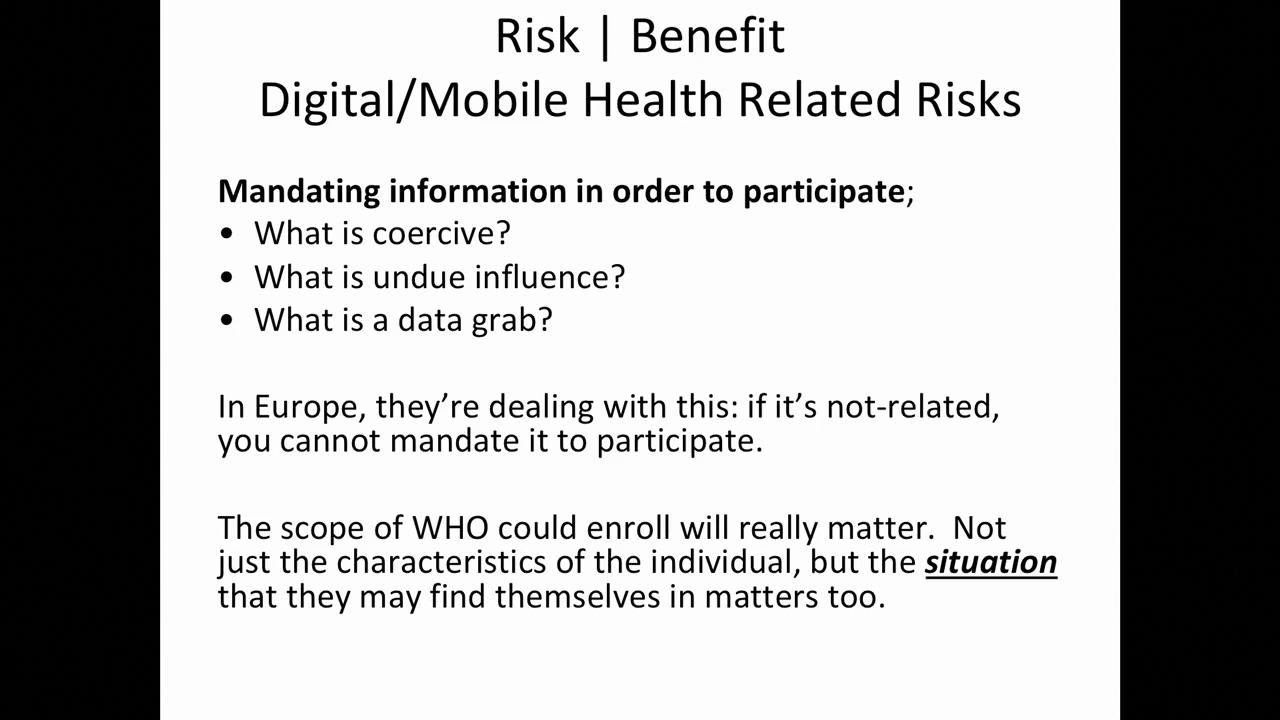 Risk | Benefit
Digital/Mobile Health Related Risks
Mandating information in order to participate;
• What is coercive?
• What is undue influence?
• What is a data grab?
In Europe, they’re dealing with this: if it’s not-related,
you cannot mandate it to participate.
The scope of WHO could enroll will really matter.  Not
just the characteristics of the individual, but the situation
that they may find themselves in matters too.